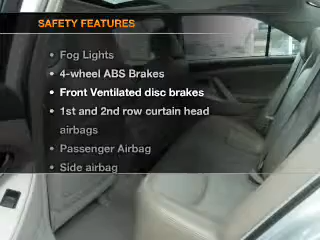 SAFETY FEATURES
• Fog Lights
• 4-wheel ABS Brakes
• Front Ventilated disc brakes
• 1st and 2nd row curtain head
airbags
• Passenger Airbag
• Side airbag